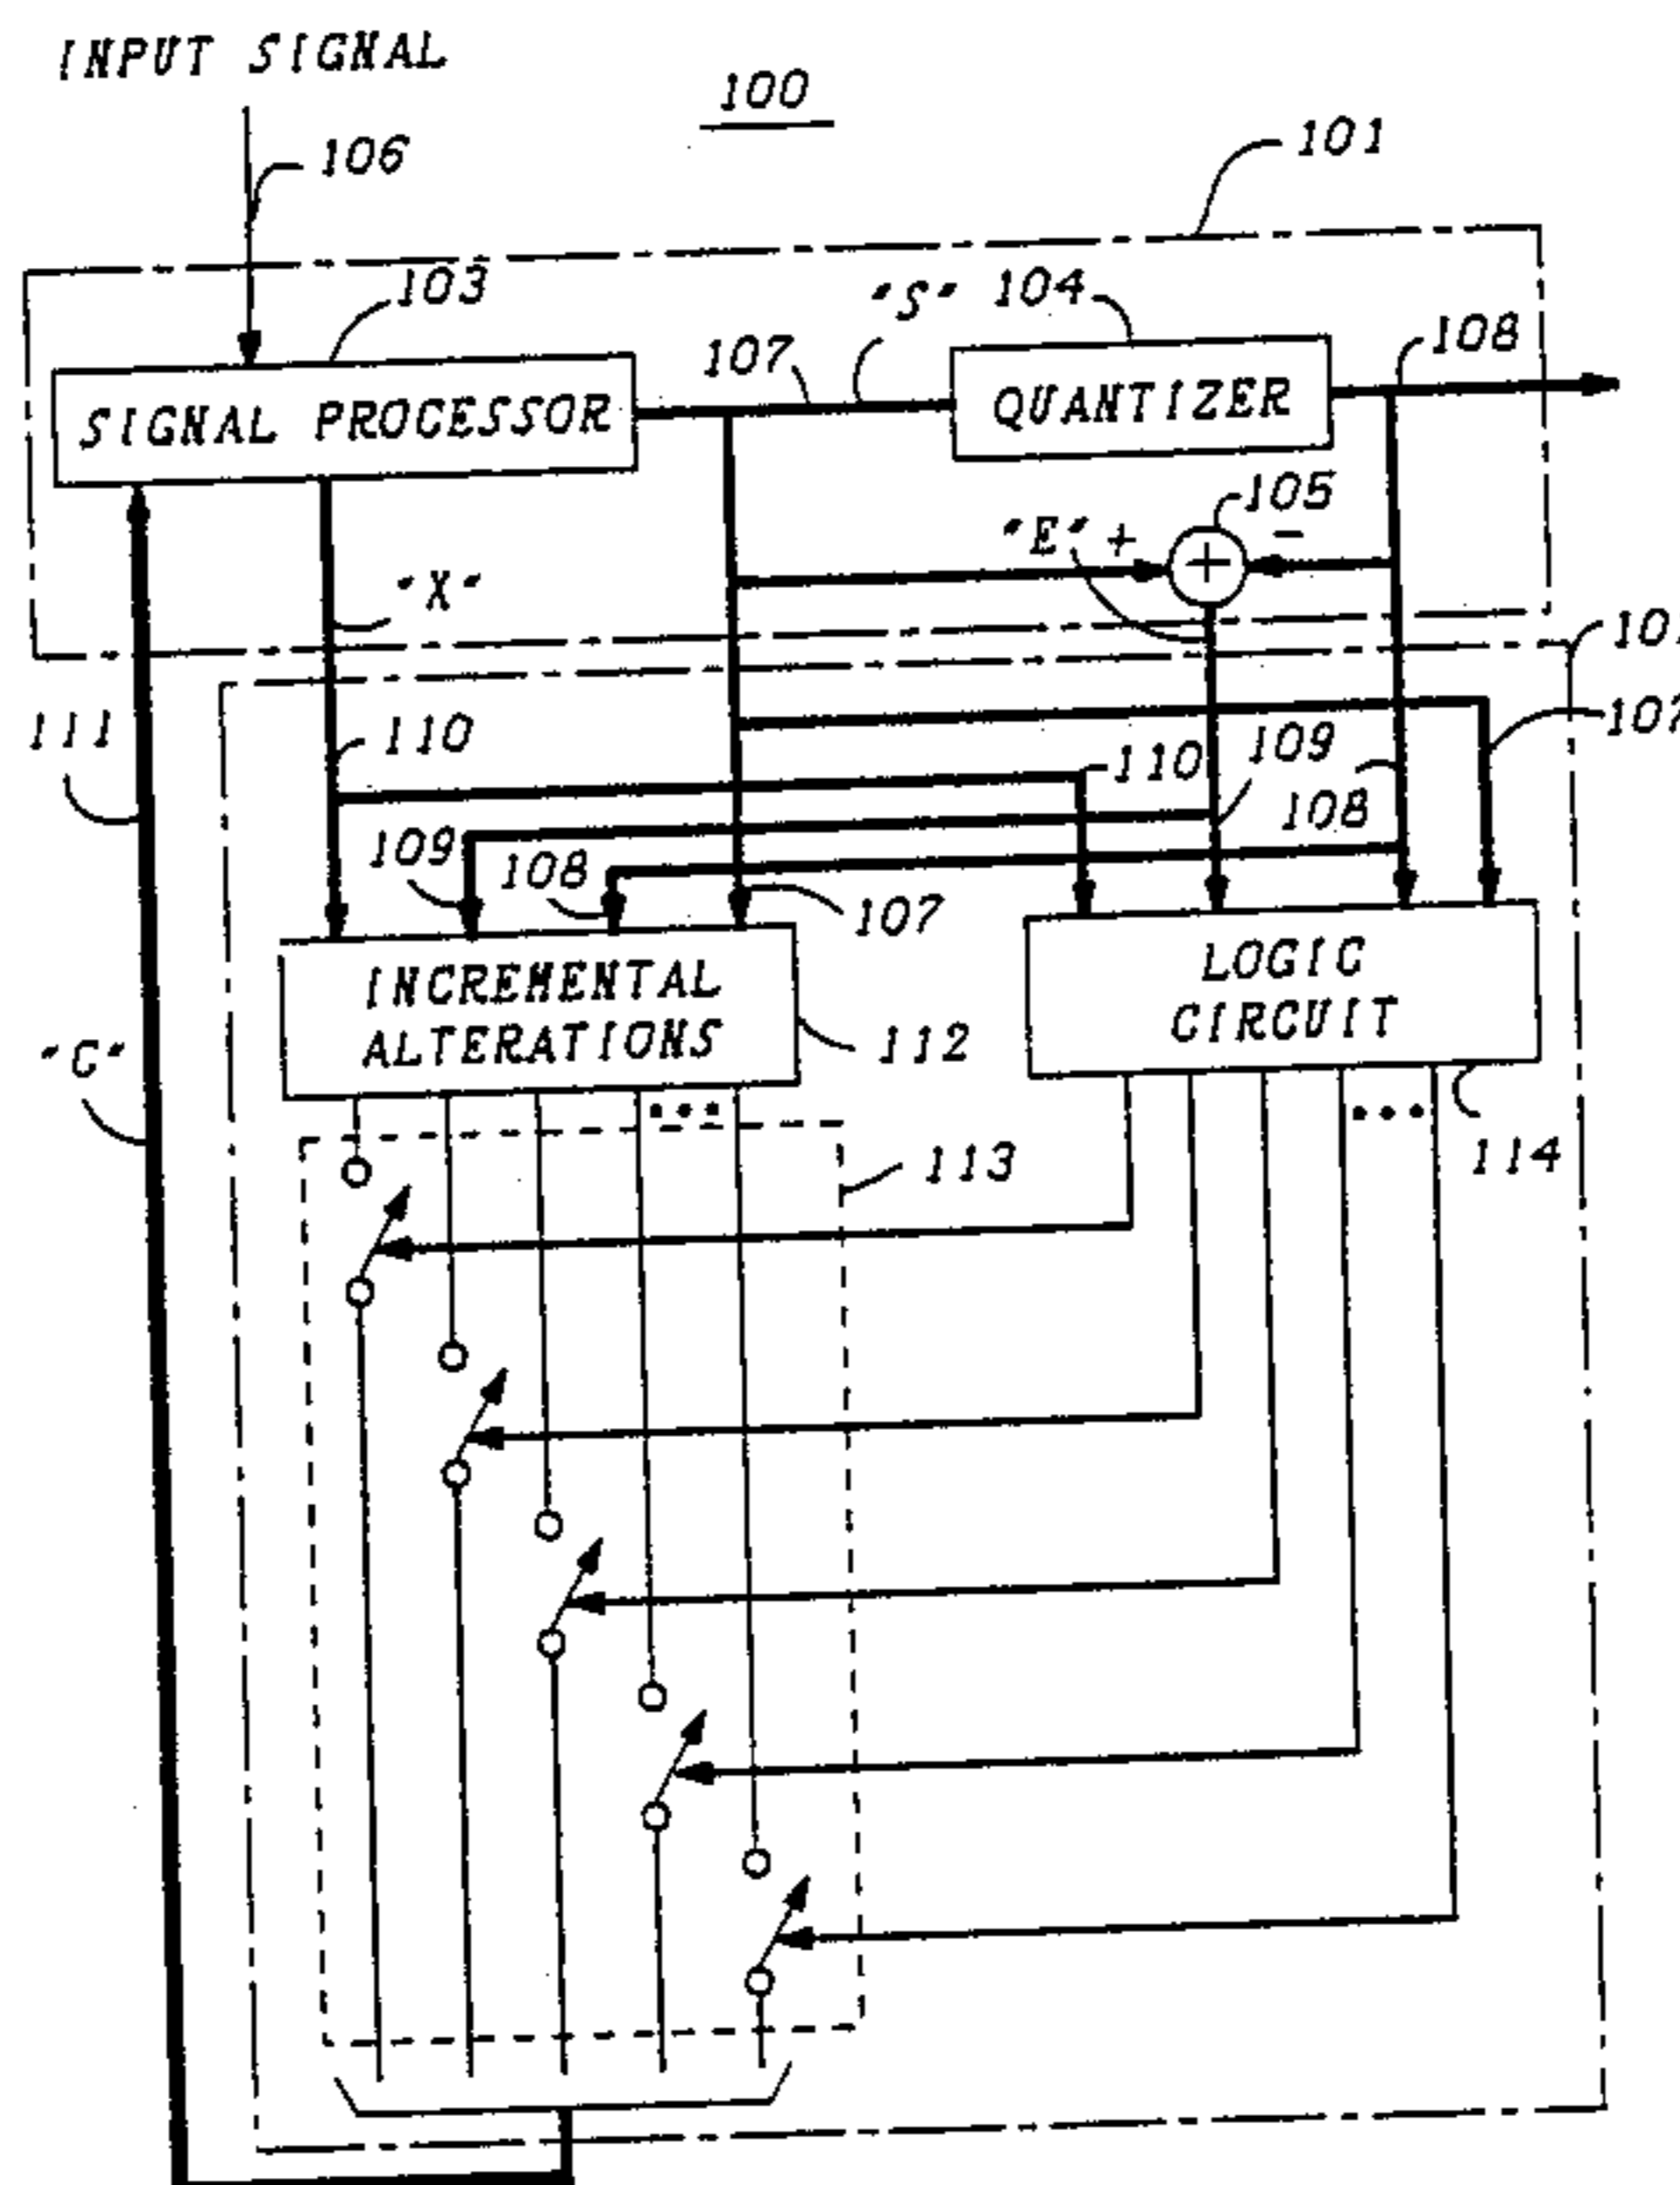 INPUT SIGNAL
100
106
101
103
"S"
104
107
108
SIGNAL PROCESSOR
QUANTIZER
105
"E"
+
-
+
"X"
107
111
110
110
109
108
109
108
107
INCREMENTAL
ALTERATIONS
LOGIC
CIRCUIT
112
"C"
...
...
113
114